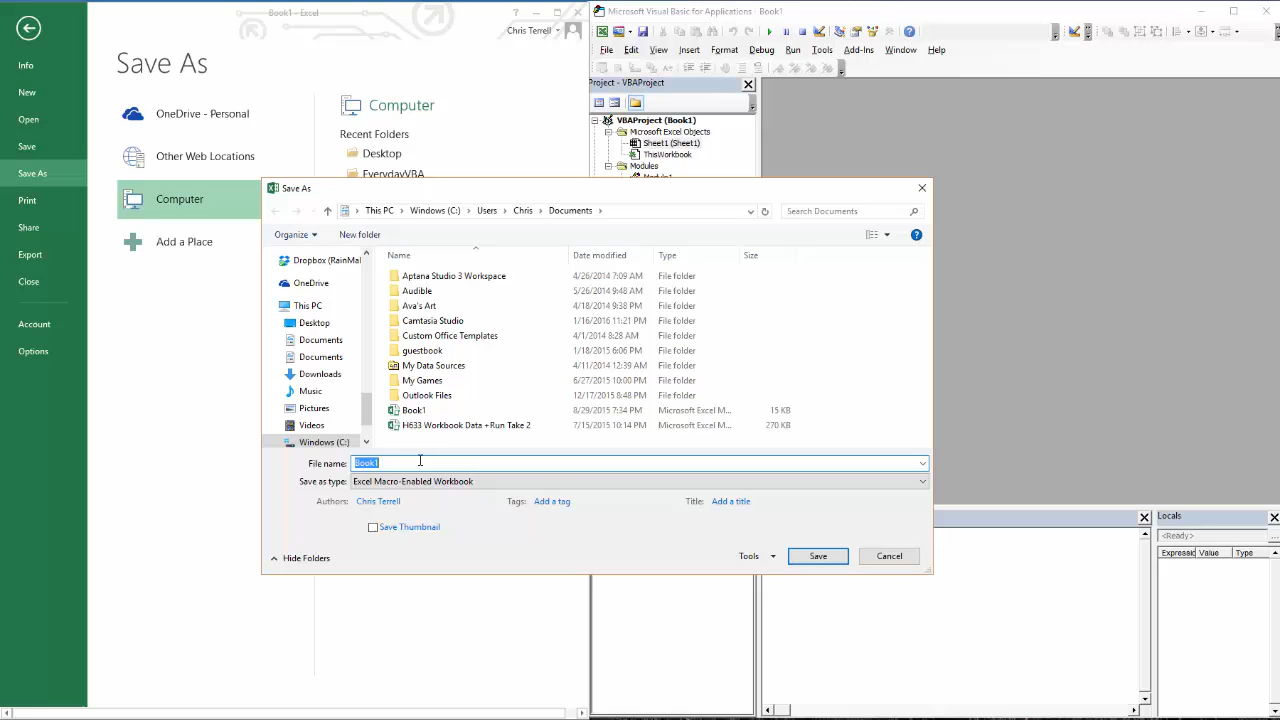 Book1 - Excel
?
Chris Terrell
Info
New
Open
Save
Save As
Print
Share
Export
Close
Account
Options
Save As
OneDrive - Personal
Other Web Locations
Computer
Add a Place
Computer
Recent Folders
Desktop
EverydayVBA
Microsoft Visual Basic for Applications - Book1
File Edit View Insert Format Debug Run Tools Add-Ins Window Help
Project - VBAProject
VBAProject (Book1)
Microsoft Excel Objects
Sheet1 (Sheet1)
ThisWorkbook
Modules
Save As
This PC > Windows (C:) > Users > Chris > Documents >
Search Documents
Organize
New folder
Dropbox (RainMal
OneDrive
This PC
Desktop
Documents
Documents
Downloads
Music
Pictures
Videos
Windows (C:)
Name Date modified Type Size
Aptana Studio 3 Workspace 4/26/2014 7:09 AM File folder
Audible 5/26/2014 9:48 AM File folder
Ava's Art 4/18/2014 9:38 PM File folder
Camtasia Studio 1/16/2016 11:21 PM File folder
Custom Office Templates 4/1/2014 8:28 AM File folder
guestbook 1/18/2015 6:06 PM File folder
My Data Sources 4/11/2014 12:39 AM File folder
My Games 6/27/2015 10:00 PM File folder
Outlook Files 12/17/2015 8:48 PM File folder
Book1 8/29/2015 7:34 PM Microsoft Excel M... 15 KB
H633 Workbook Data +Run Take 2 7/15/2015 10:14 PM Microsoft Excel M... 270 KB
File name: Book1
Save as type: Excel Macro-Enabled Workbook
Authors: Chris Terrell Tags: Add a tag Title: Add a title
Save Thumbnail
Hide Folders
Tools
Save
Cancel
Locals
<Ready>
Expressic Value Type